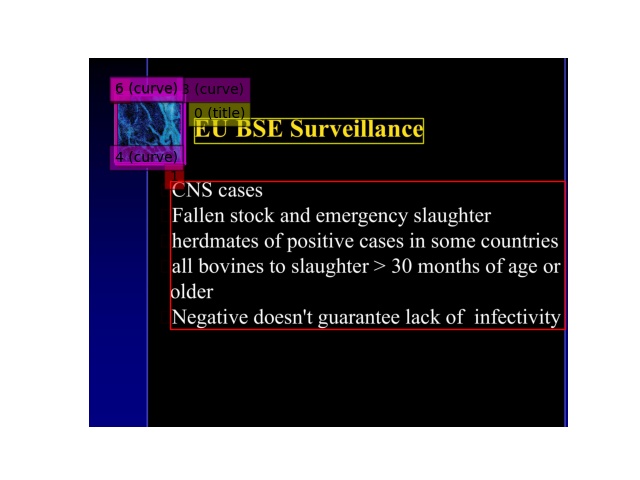 6 (curve)
3 (curve)
0 (title)
EU BSE Surveillance
4 (curve)
CNS cases
Fallen stock and emergency slaughter
herdmates of positive cases in some countries
all bovines to slaughter > 30 months of age or
older
Negative doesn't guarantee lack of infectivity